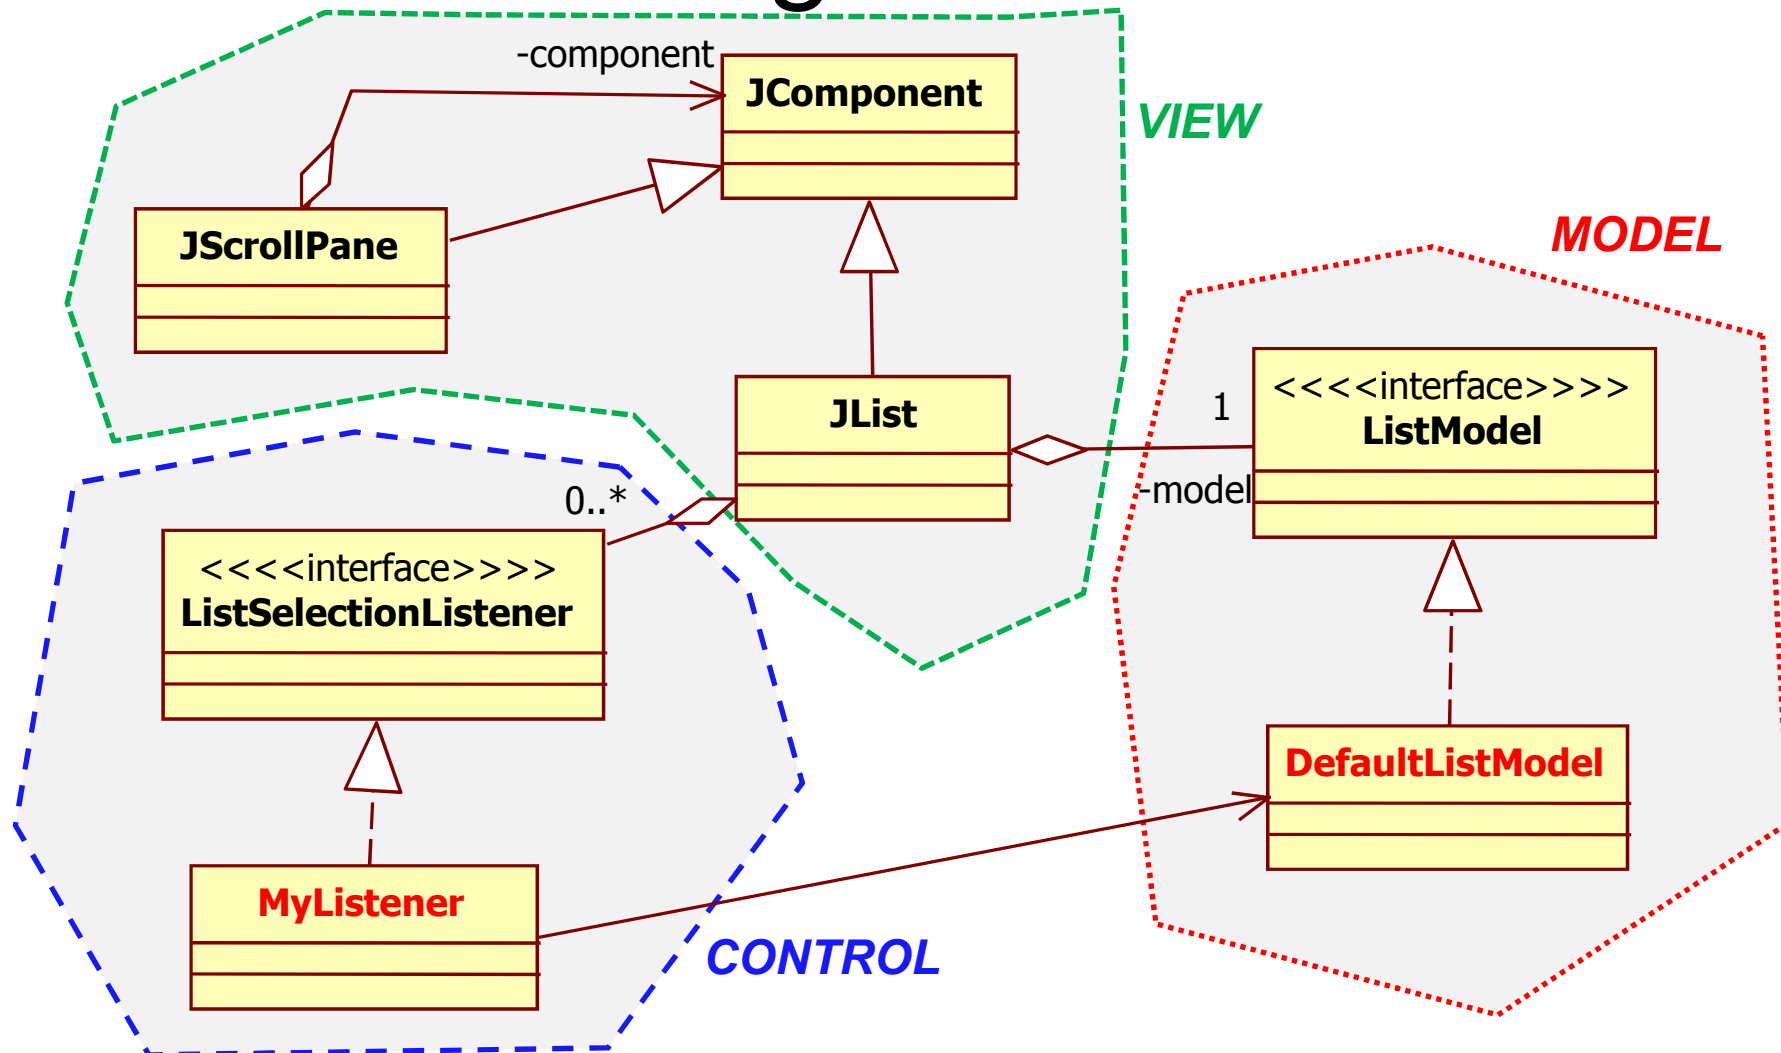 -component
JComponent
VIEW
JScrollPane
MODEL
<<<<interface>>>>
ListModel
1
-model
JList
0..*
<<<<interface>>>>
ListSelectionListener
DefaultListModel
MyListener
CONTROL